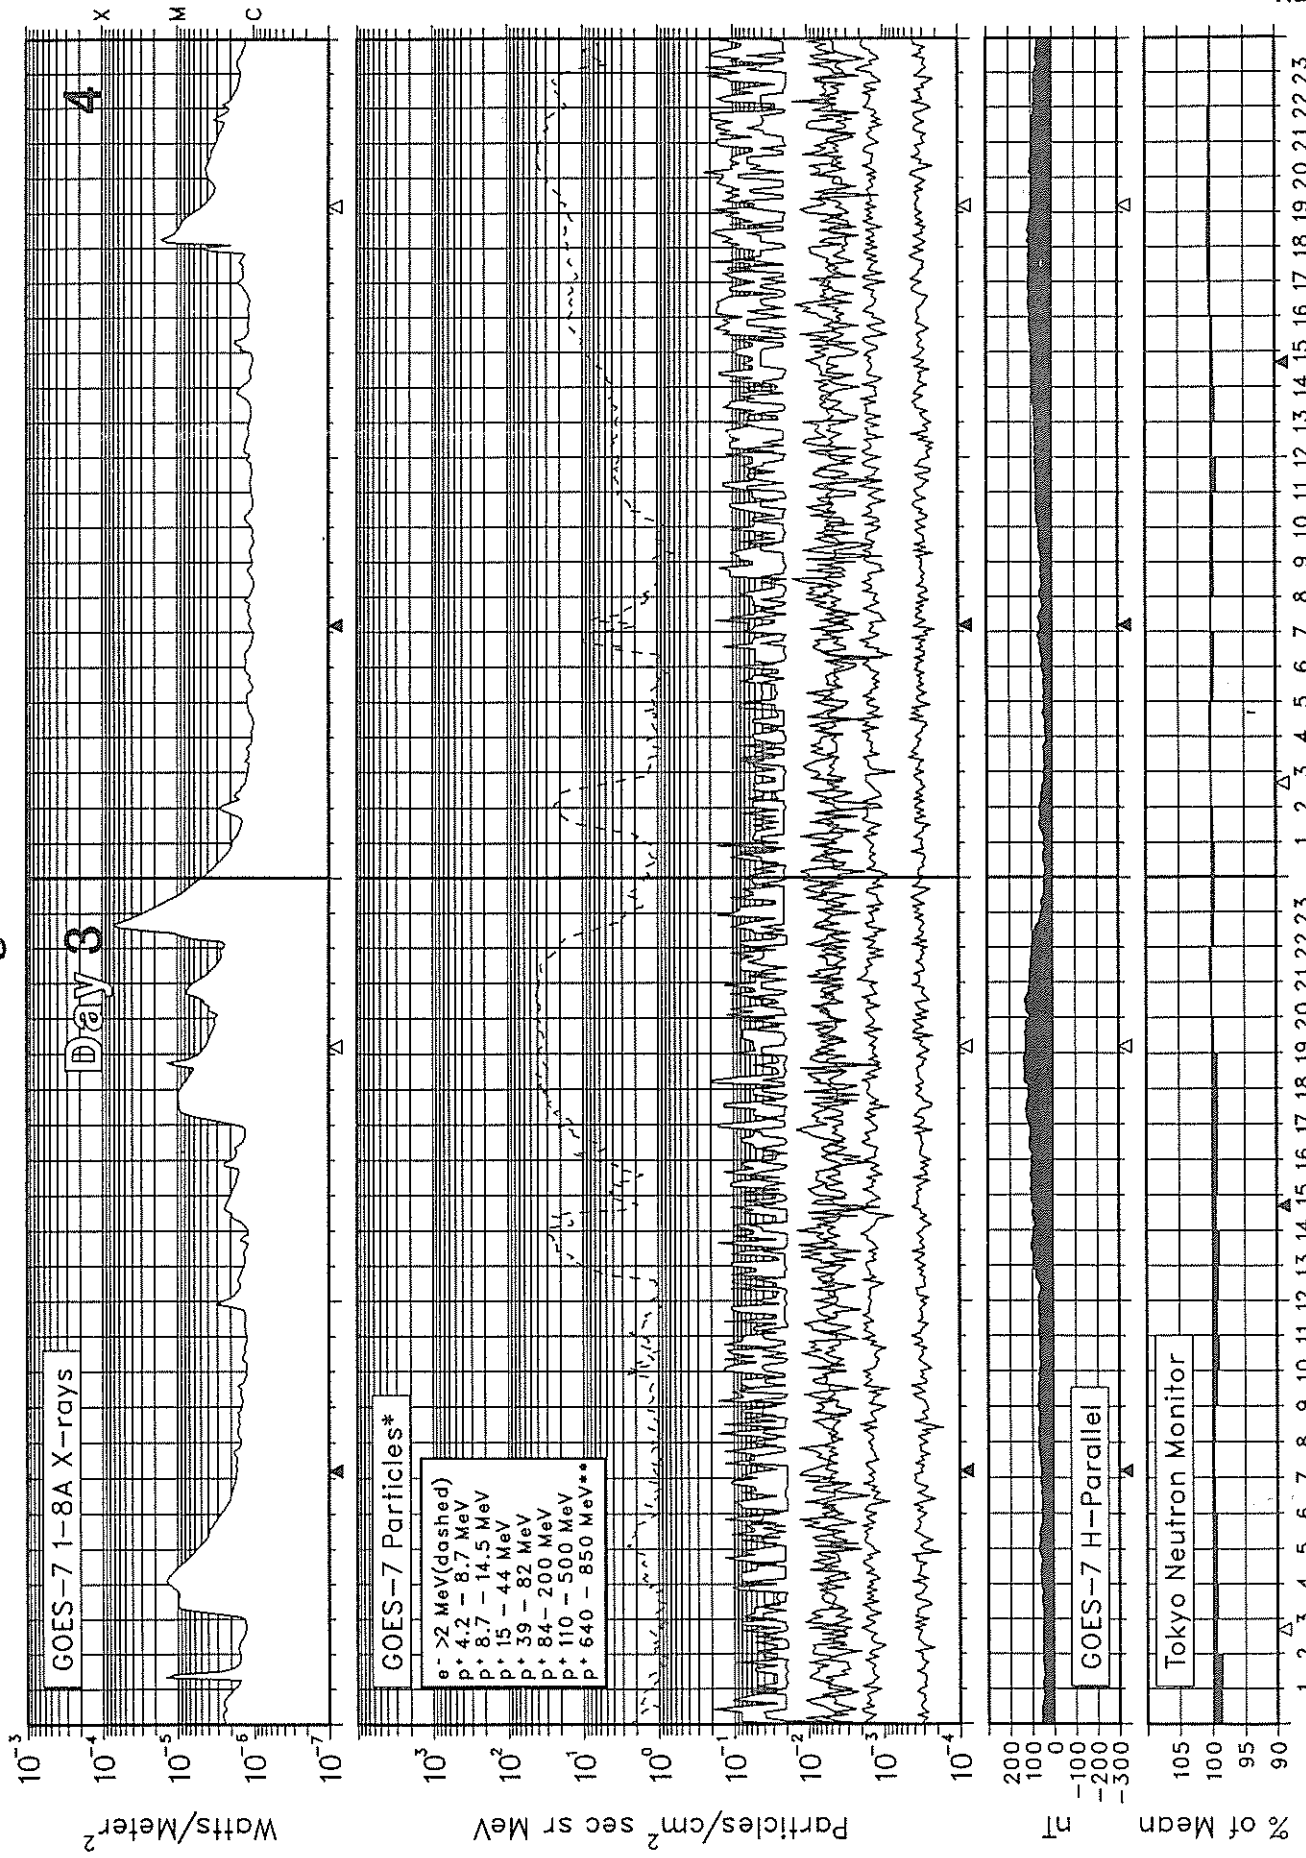 Day 3
4
GOES-7 1-8A X-rays
X
M
C
10-3
10-4
10-5
10-6
10-7
Watts/Meter2
GOES-7 Particles*
e- >2 MeV(dashed)
p+ 4.2 - 8.7 MeV
p+ 8.7 - 14.5 MeV
p+ 15 - 44 MeV
p+ 39 - 82 MeV
p+ 84 - 200 MeV
p+ 110 - 500 MeV
p+ 640 - 850 MeV**
103
102
101
100
10-1
10-2
10-3
10-4
Particles/cm2 sec sr MeV
GOES-7 H-Parallel
200
100
0
-100
-200
-300
nT
Tokyo Neutron Monitor
105
100
95
90
% of Mean
1 2 3 4 5 6 7 8 9 10 11 12 13 14 15 16 17 18 19 20 21 22 23 1 2 3 4 5 6 7 8 9 10 11 12 13 14 15 16 17 18 19 20 21 22 23